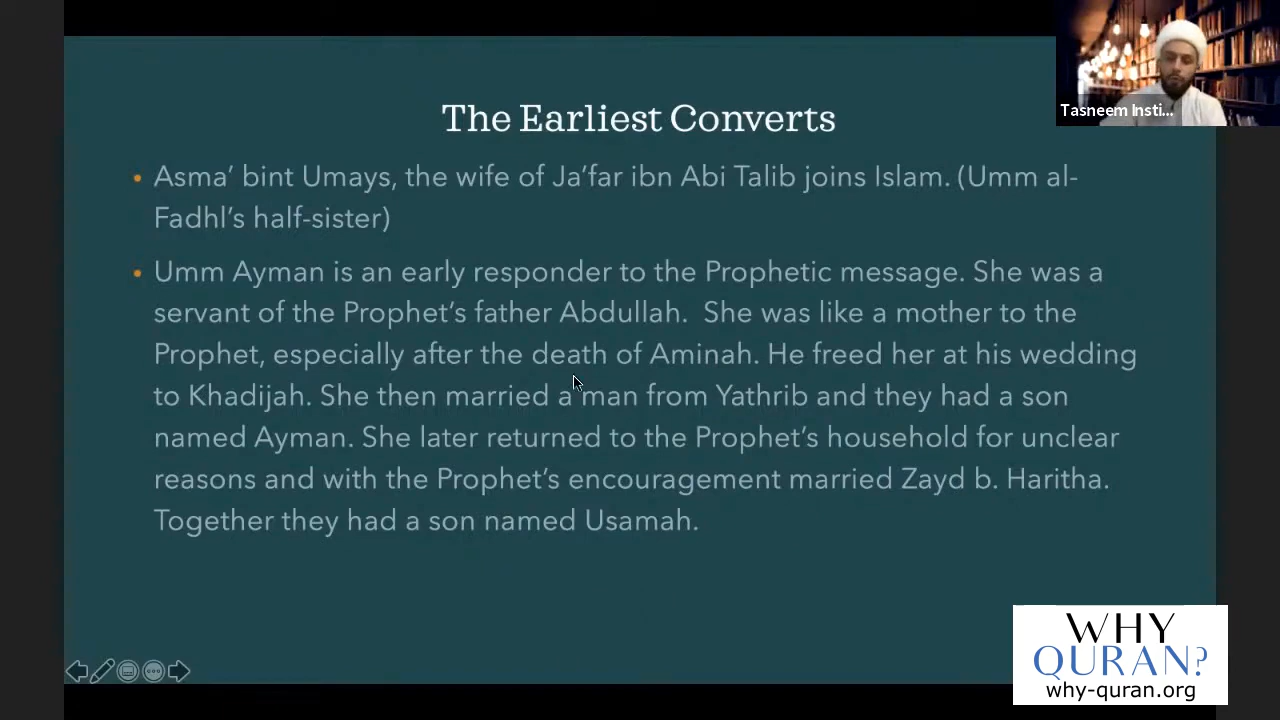 Tasneem Insti...
The Earliest Converts
• Asma’ bint Umays, the wife of Ja’far ibn Abi Talib joins Islam. (Umm al-
Fadhl’s half-sister)
• Umm Ayman is an early responder to the Prophetic message. She was a
servant of the Prophet’s father Abdullah.  She was like a mother to the
Prophet, especially after the death of Aminah. He freed her at his wedding
to Khadijah. She then married a man from Yathrib and they had a son
named Ayman. She later returned to the Prophet’s household for unclear
reasons and with the Prophet’s encouragement married Zayd b. Haritha.
Together they had a son named Usamah.
WHY
QURAN?
why-quran.org